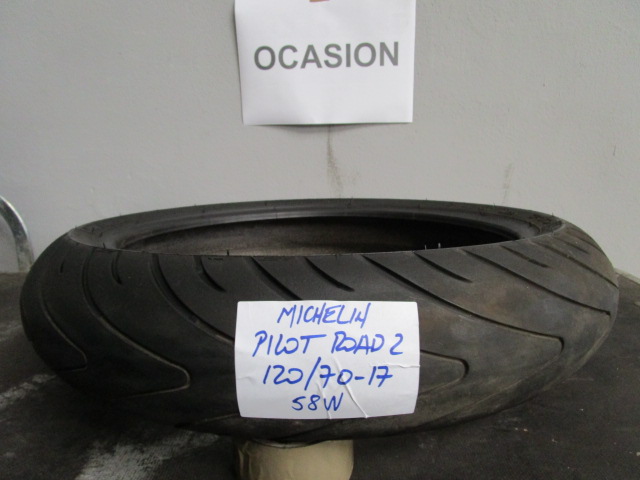 OCASION
MICHELIN
PILOT ROAD 2
120/70-17
58W